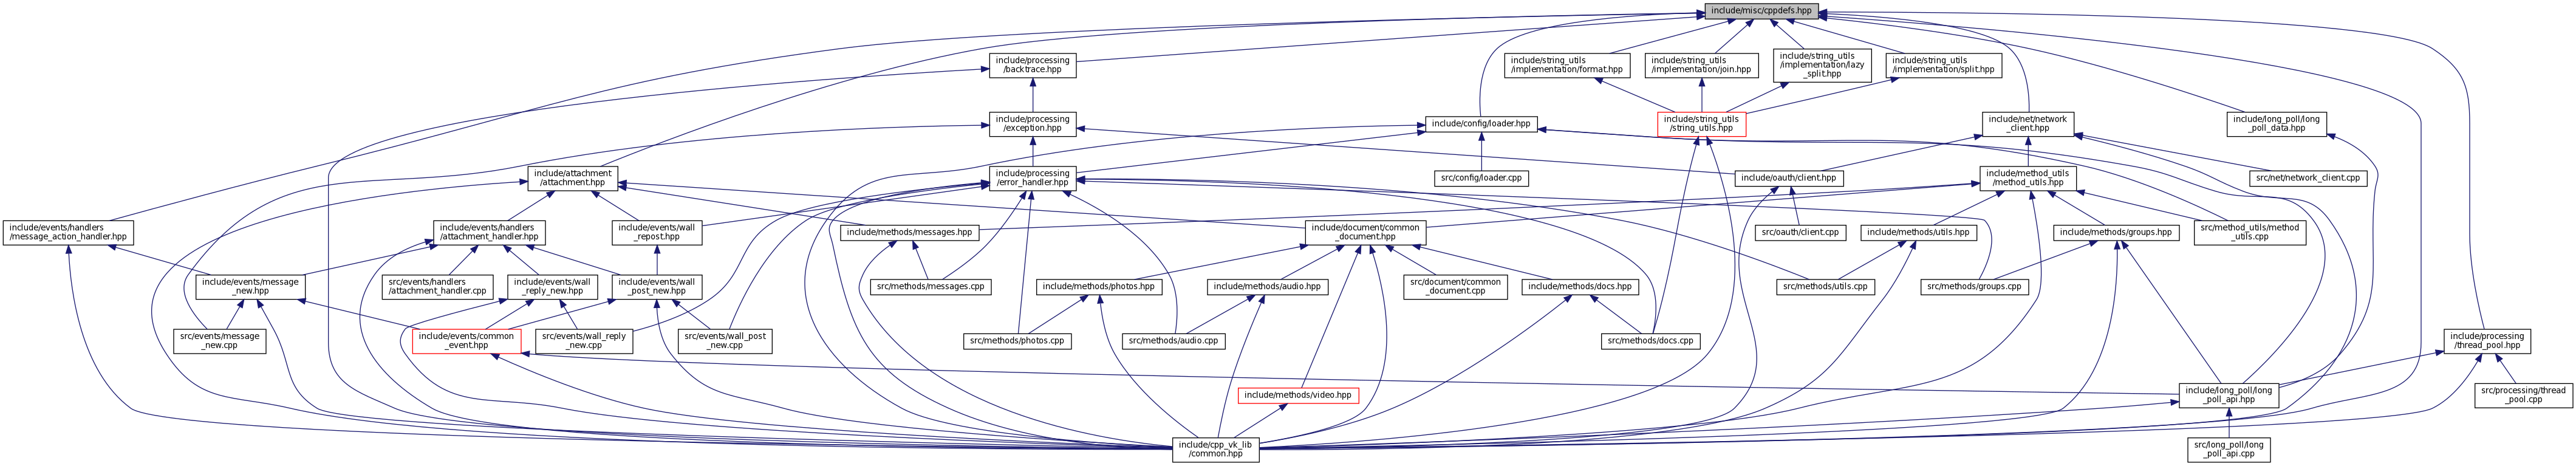 include/misc/cppdefs.hpp
include/processing
/backtrace.hpp
include/string_utils
/implementation/format.hpp
include/string_utils
/implementation/join.hpp
include/string_utils
/implementation/lazy
_split.hpp
include/string_utils
/implementation/split.hpp
include/processing
/exception.hpp
include/config/loader.hpp
include/string_utils
/string_utils.hpp
include/net/network
_client.hpp
include/long_poll/long
_poll_data.hpp
include/attachment
/attachment.hpp
include/processing
/error_handler.hpp
src/config/loader.cpp
include/oauth/client.hpp
include/method_utils
/method_utils.hpp
src/net/network_client.cpp
include/events/handlers
/message_action_handler.hpp
include/events/handlers
/attachment_handler.hpp
include/events/wall
_repost.hpp
include/methods/messages.hpp
include/document/common
_document.hpp
src/oauth/client.cpp
include/methods/utils.hpp
include/methods/groups.hpp
src/method_utils/method
_utils.cpp
include/events/message
_new.hpp
src/events/handlers
/attachment_handler.cpp
include/events/wall
_reply_new.hpp
include/events/wall
_post_new.hpp
src/methods/messages.cpp
include/methods/photos.hpp
include/methods/audio.hpp
src/document/common
_document.cpp
include/methods/docs.hpp
src/methods/utils.cpp
src/methods/groups.cpp
src/events/message
_new.cpp
include/events/common
_event.hpp
src/events/wall_reply
_new.cpp
src/events/wall_post
_new.cpp
src/methods/photos.cpp
src/methods/audio.cpp
src/methods/docs.cpp
include/processing
/thread_pool.hpp
include/methods/video.hpp
include/long_poll/long
_poll_api.hpp
src/processing/thread
_pool.cpp
include/cpp_vk_lib
/common.hpp
src/long_poll/long
_poll_api.cpp